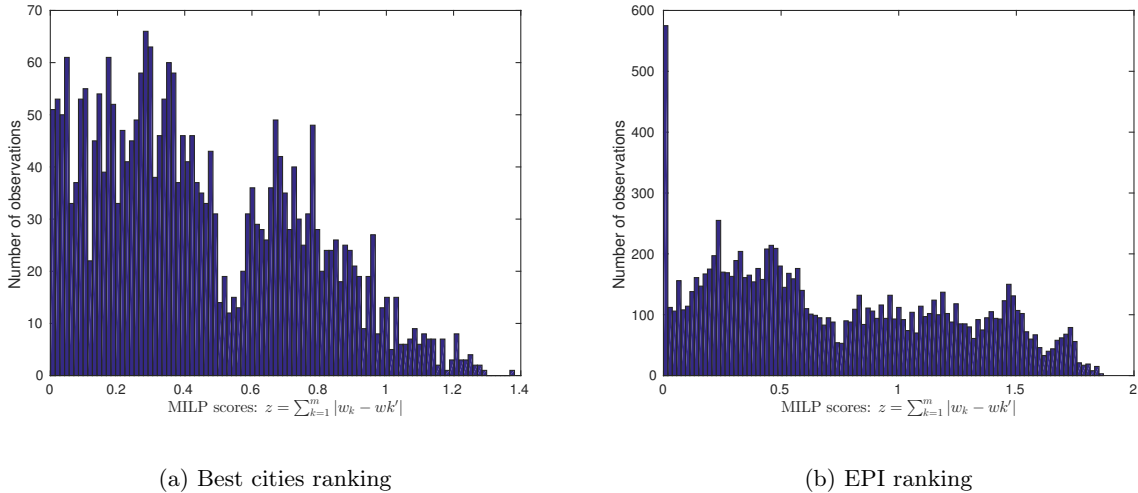 70
60
50
40
30
20
10
0
Number of observations
0 0.2 0.4 0.6 0.8 1.0 1.2 1.4
MILP scores: $z = \sum_{k=1}^{m} |w_k - wk'|$
(a) Best cities ranking
600
500
400
300
200
100
0
Number of observations
0 0.5 1 1.5 2
MILP scores: $z = \sum_{k=1}^{m} |w_k - wk'|$
(b) EPI ranking